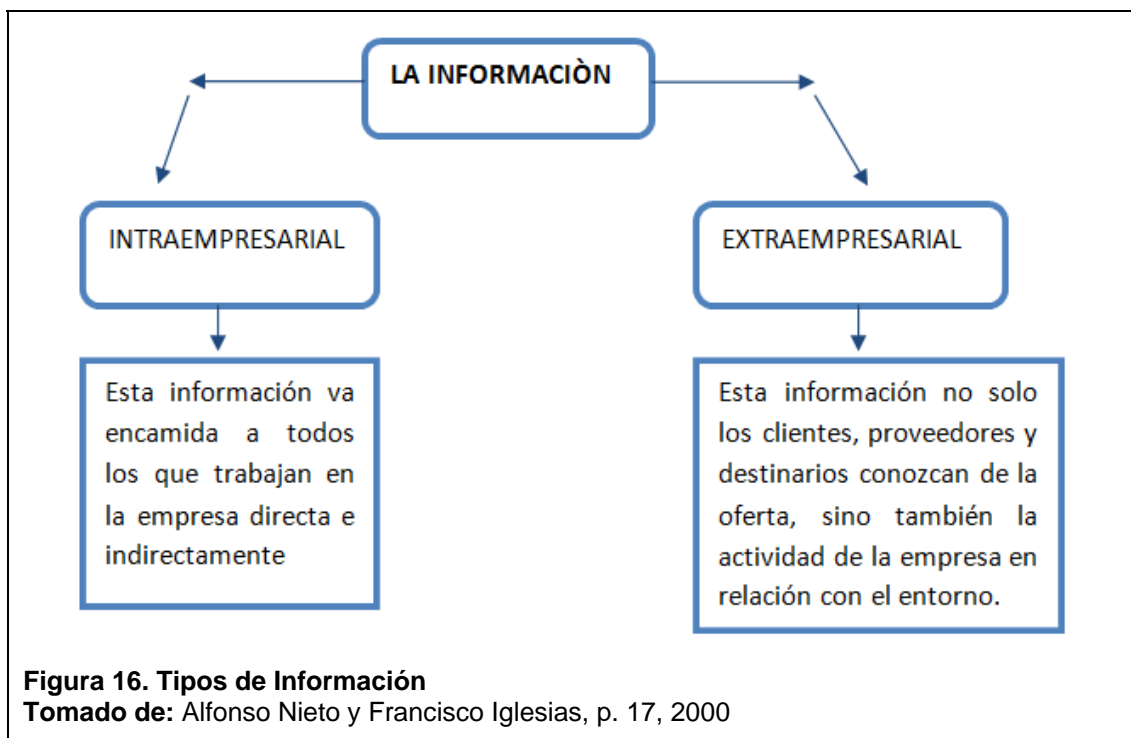 LA INFORMACIÒN
INTRAEMPRESARIAL
EXTRAEMPRESARIAL
Esta información va
encamida a todos
los que trabajan en
la empresa directa e
indirectamente
Esta información no solo
los clientes, proveedores y
destinarios conozcan de la
oferta, sino también la
actividad de la empresa en
relación con el entorno.
Figura 16. Tipos de Información
Tomado de: Alfonso Nieto y Francisco Iglesias, p. 17, 2000